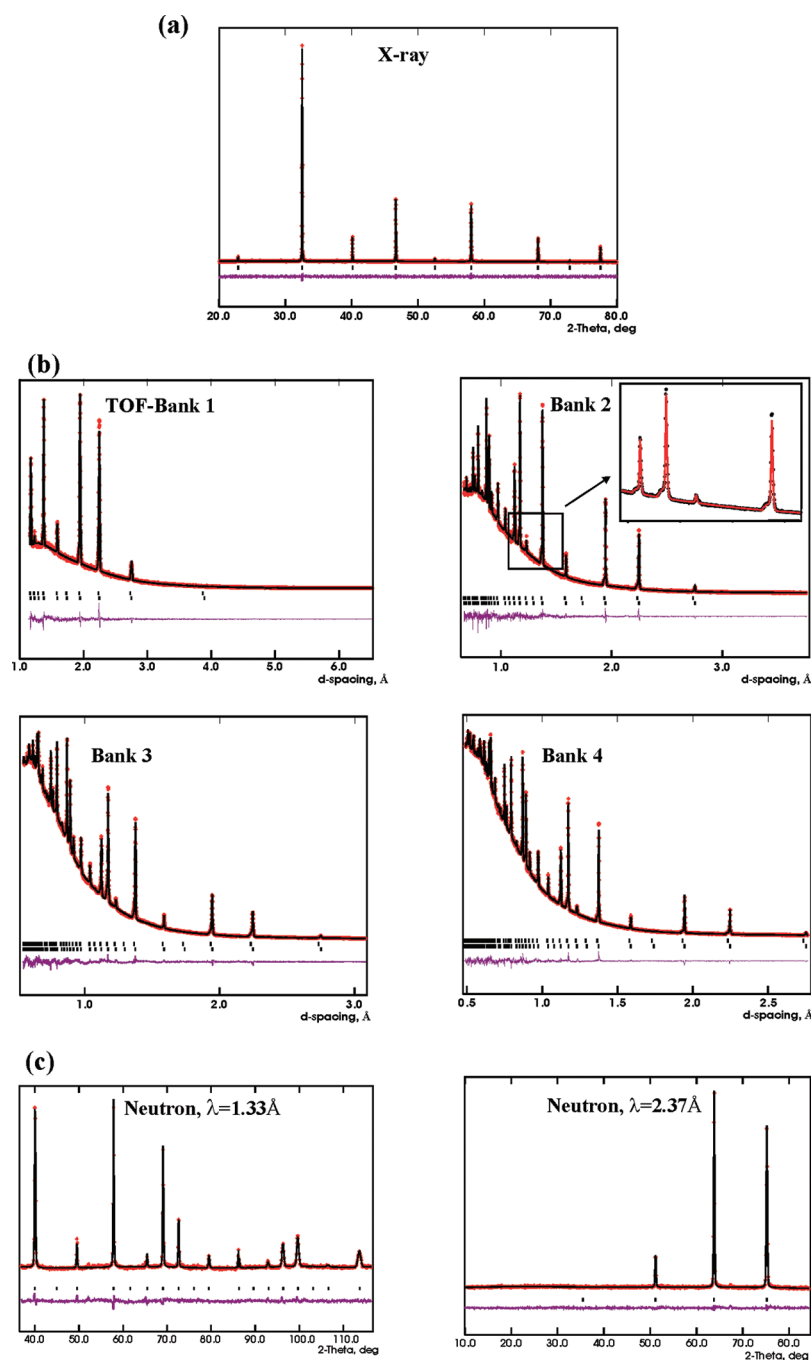 (a)
X-ray
20.0 30.0 40.0 50.0 60.0 70.0 80.0
2-Theta, deg
(b)
TOF-Bank 1
1.0 2.0 3.0 4.0 5.0 6.0
d-spacing, Å
Bank 2
1.0 2.0 3.0
d-spacing, Å
Bank 3
1.0 2.0 3.0
d-spacing, Å
Bank 4
0.5 1.0 1.5 2.0 2.5
d-spacing, Å
(c)
Neutron, λ=1.33Å
40.0 50.0 60.0 70.0 80.0 90.0 100.0 110.0
2-Theta, deg
Neutron, λ=2.37Å
10.0 20.0 30.0 40.0 50.0 60.0 70.0 80.0
2-Theta, deg